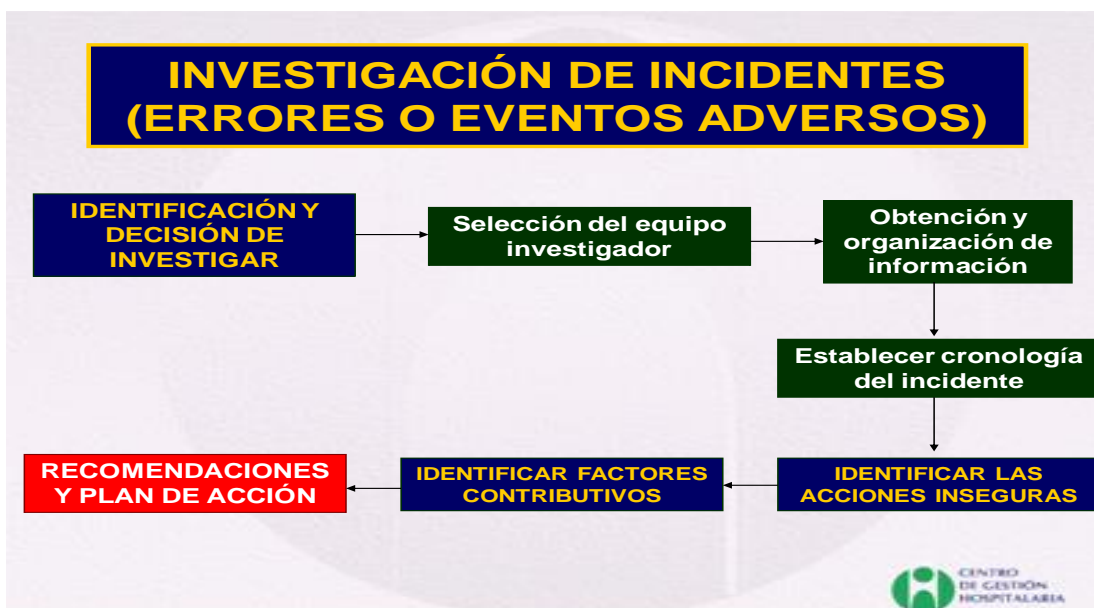 INVESTIGACIÓN DE INCIDENTES
(ERRORES O EVENTOS ADVERSOS)
IDENTIFICACIÓN Y
DECISIÓN DE
INVESTIGAR
Selección del equipo
investigador
Obtención y
organización de
información
Establecer cronología
del incidente
IDENTIFICAR LAS
ACCIONES INSEGURAS
IDENTIFICAR FACTORES
CONTRIBUTIVOS
RECOMENDACIONES
Y PLAN DE ACCIÓN
CENTRO
DE GESTIÓN
HOSPITALARIA